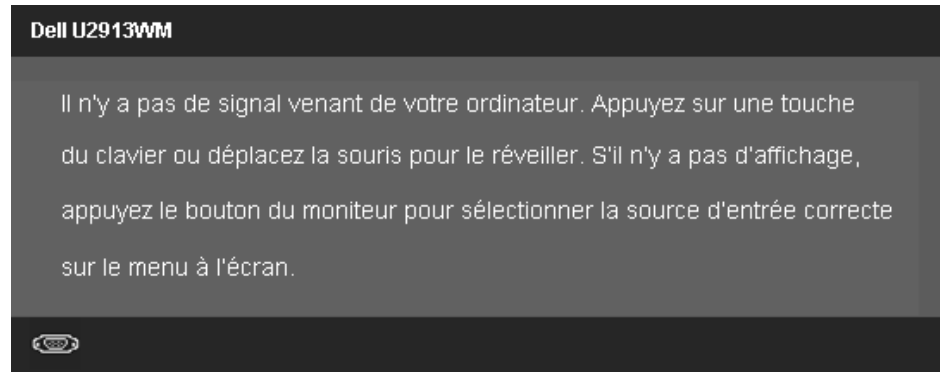 Dell U2913WM
Il n'y a pas de signal venant de votre ordinateur. Appuyez sur une touche
du clavier ou déplacez la souris pour le réveiller. S'il n'y a pas d'affichage,
appuyez le bouton du moniteur pour sélectionner la source d'entrée correcte
sur le menu à l'écran.